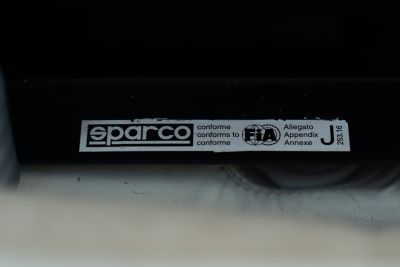 sparco
conforme
conforms to
conforme
FiA
Allegato
Appendix
Annexe
J
253.16